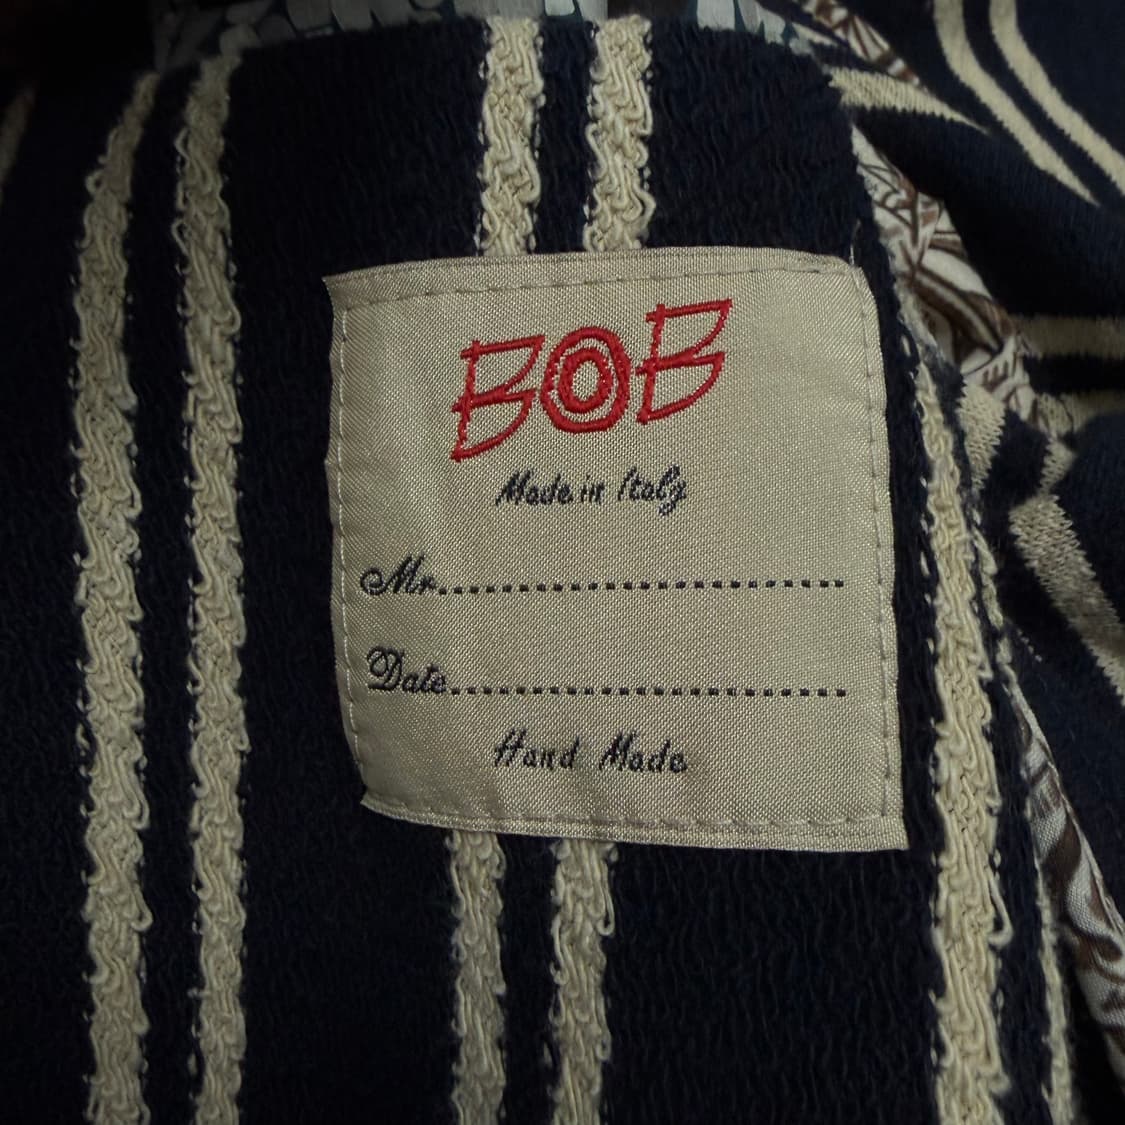 BOB
Made in Italy
Mr.........................
Date.........................
Hand Made